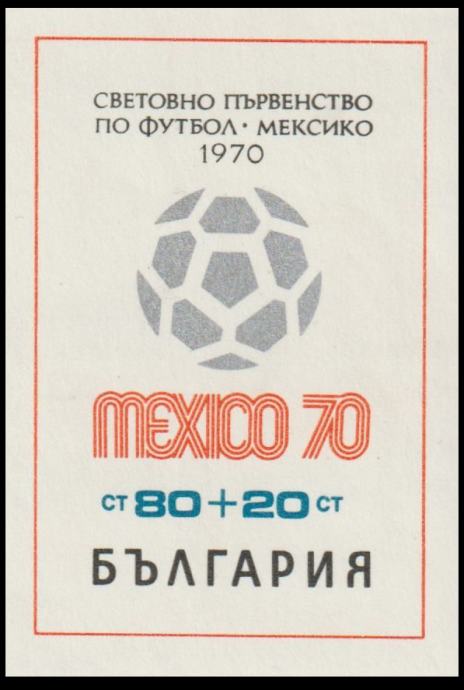 СВЕТОВНО ПЪРВЕНСТВО
ПО ФУТБОЛ · МЕКСИКО
1970
MEXICO 70
СТ 80+20 СТ
БЪЛГАРИЯ